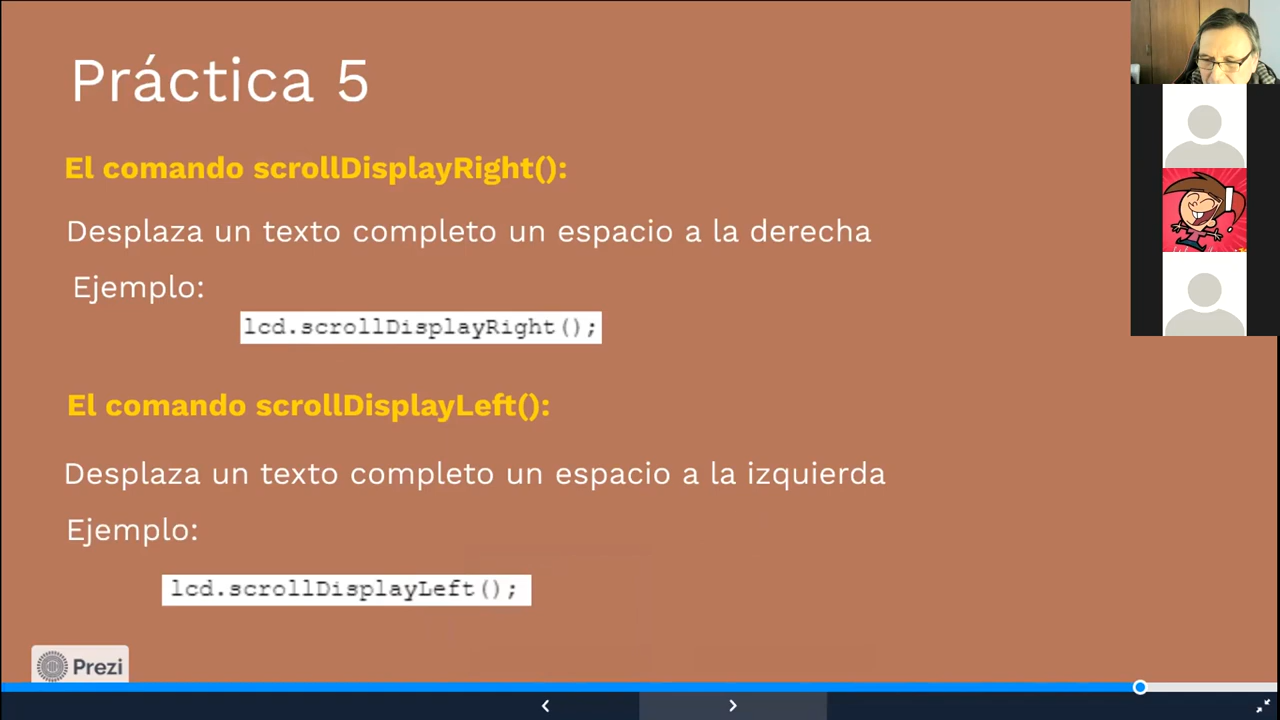 Práctica 5
El comando scrollDisplayRight():
Desplaza un texto completo un espacio a la derecha
Ejemplo:
lcd.scrollDisplayRight();
El comando scrollDisplayLeft():
Desplaza un texto completo un espacio a la izquierda
Ejemplo:
lcd.scrollDisplayLeft();
Prezi